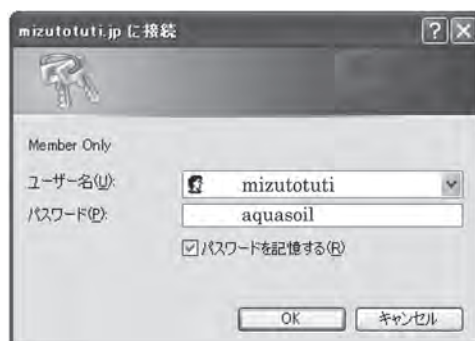 mizutotuti.jp に接続
Member Only
ユーザー名(U): mizutotuti
パスワード(P): aquasoil
パスワードを記憶する(R)
OK キャンセル